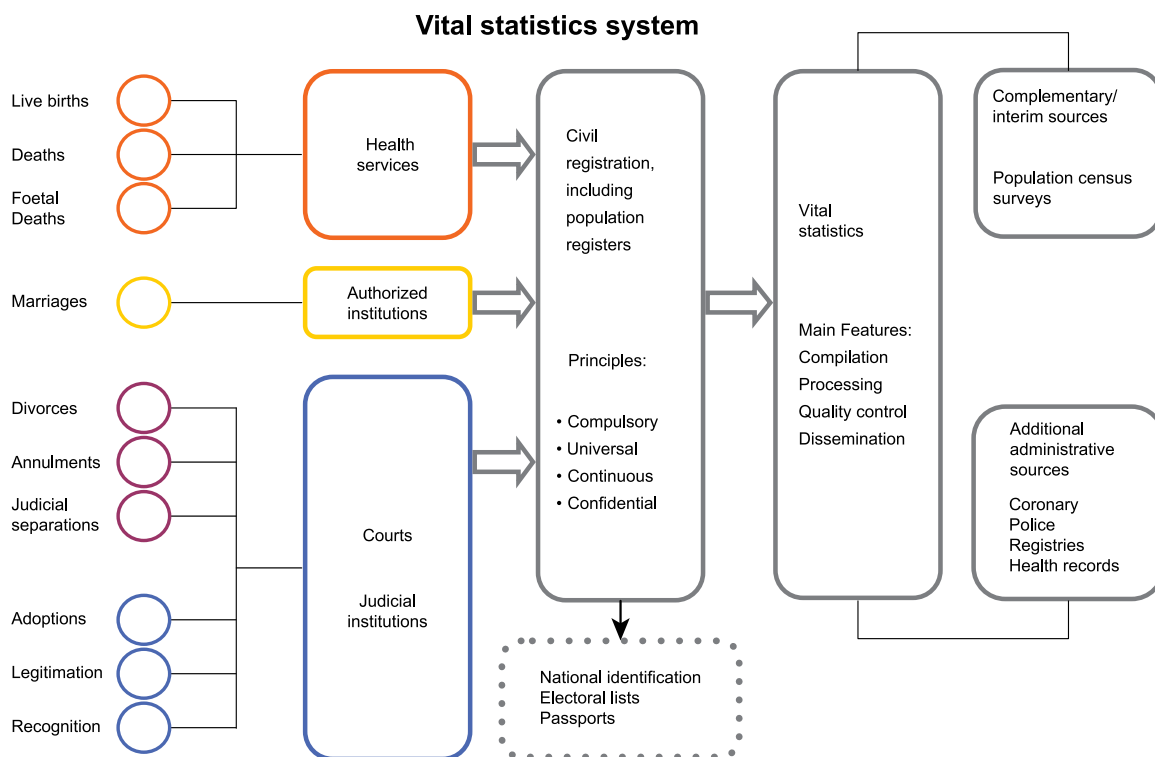 Vital statistics system
Live births
Deaths
Foetal
Deaths
Marriages
Divorces
Annulments
Judicial
separations
Adoptions
Legitimation
Recognition
Health
services
Authorized
institutions
Courts
Judicial
institutions
Civil
registration,
including
population
registers
Principles:
• Compulsory
• Universal
• Continuous
• Confidential
National identification
Electoral lists
Passports
Vital
statistics
Main Features:
Compilation
Processing
Quality control
Dissemination
Complementary/
interim sources
Population census
surveys
Additional
administrative
sources
Coronary
Police
Registries
Health records